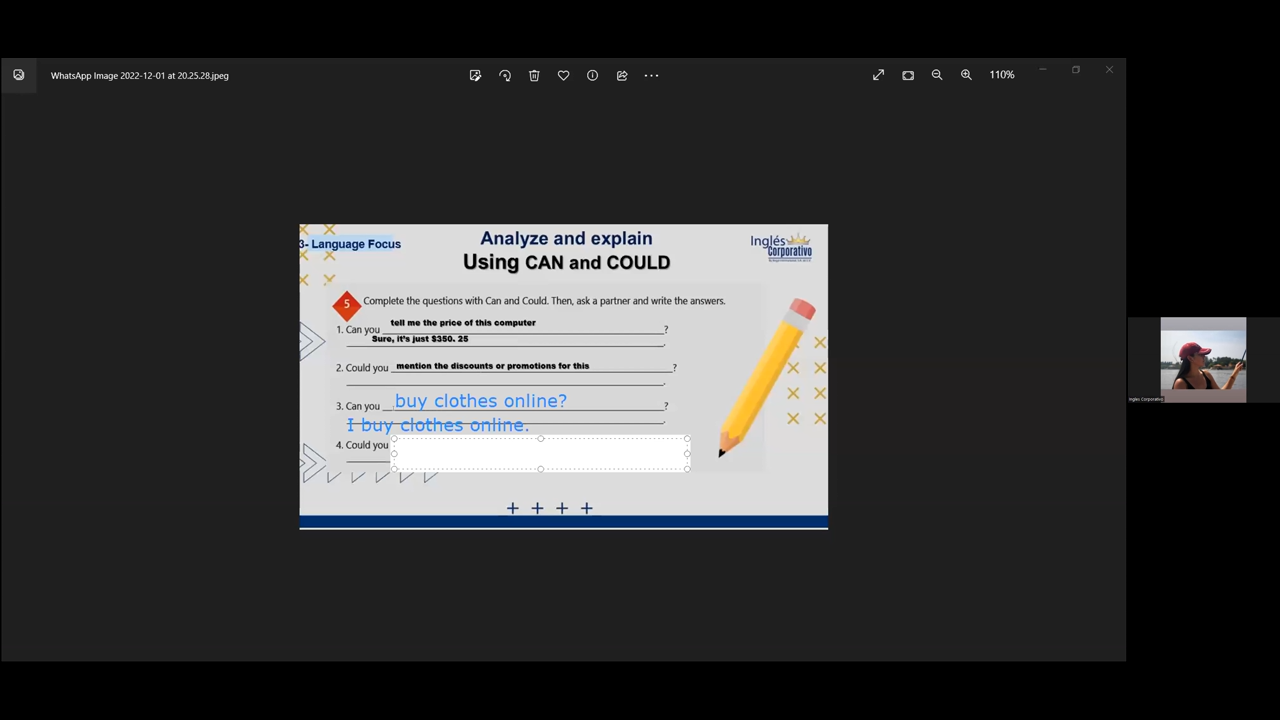 WhatsApp Image 2022-12-01 at 20.25.28.jpeg
110%
3- Language Focus
Analyze and explain
Using CAN and COULD
Inglés
Corporativo
5 Complete the questions with Can and Could. Then, ask a partner and write the answers.
1. Can you tell me the price of this computer ?
Sure, it's just $350. 25 .
2. Could you mention the discounts or promotions for this ?
.
3. Can you buy clothes online? ?
I buy clothes online. .
4. Could you
Inglés Corporativo